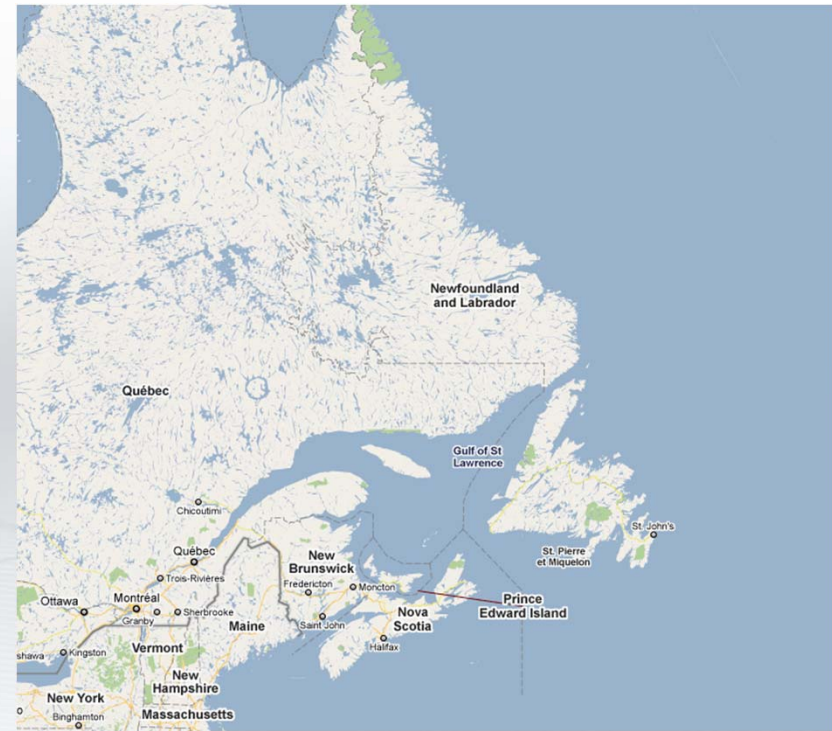 Newfoundland
and Labrador
Québec
Gulf of St
Lawrence
Chicoutimi
St. John's
Québec
New
Brunswick
St. Pierre
et Miquelon
Trois-Rivières
Fredericton
Moncton
Ottawa
Montréal
Prince
Edward Island
Granby
Sherbrooke
Nova
Scotia
Maine
Saint John
Halifax
Vermont
shawa
Kingston
New
Hampshire
New York
Massachusetts
Binghamton